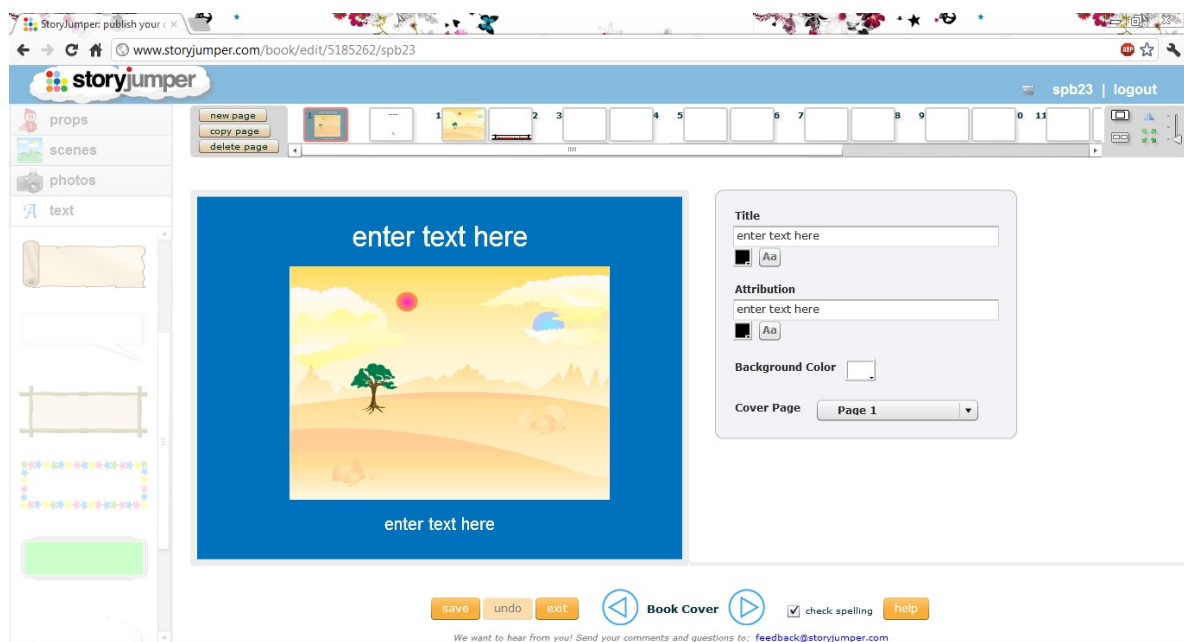 StoryJumper: publish your c
www.storyjumper.com/book/edit/5185262/spb23
ABP
storyjumper
spb23 | logout
props
scenes
photos
text
new page
copy page
delete page
1 1 2 3 4 5 6 7 8 9 0 11
enter text here
enter text here
Title
enter text here
Aa
Attribution
enter text here
Aa
Background Color
Cover Page Page 1
save undo exit Book Cover check spelling help
We want to hear from you! Send your comments and questions to: feedback@storyjumper.com